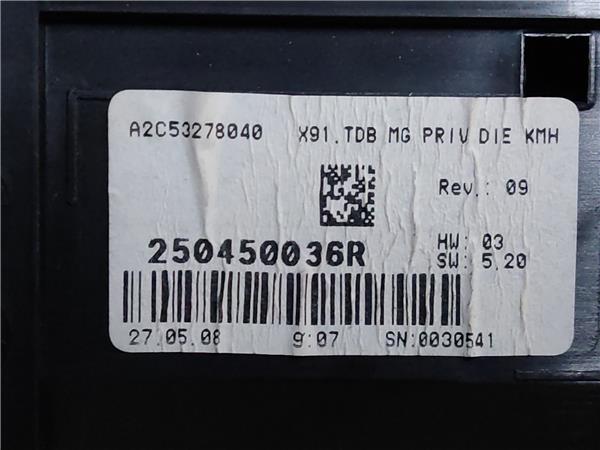 A2C53278040 X91.TDB MG PRIV DIE KMH
Rev.: 09
250450036R
HW: 03
SW: 5.20
27.05.08 9:07 SN:0030541